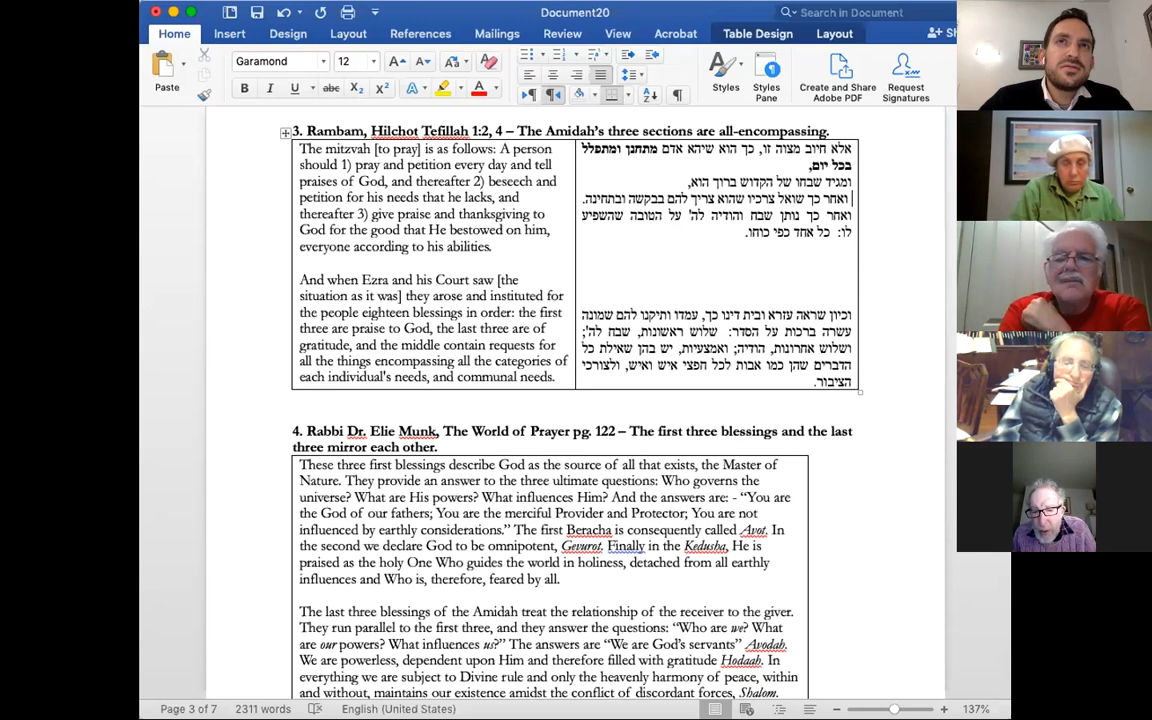 Document20
Search in Document
Home
Insert
Design
Layout
References
Mailings
Review
View
Acrobat
Table Design
Layout
Paste
Garamond
12
Styles
Styles Pane
Create and Share Adobe PDF
Request Signatures
3. Rambam, Hilchot Tefillah 1:2, 4 – The Amidah's three sections are all-encompassing.
The mitzvah [to pray] is as follows: A person
should 1) pray and petition every day and tell
praises of God, and thereafter 2) beseech and
petition for his needs that he lacks, and
thereafter 3) give praise and thanksgiving to
God for the good that He bestowed on him,
everyone according to his abilities.
And when Ezra and his Court saw [the
situation as it was] they arose and instituted for
the people eighteen blessings in order: the first
three are praise to God, the last three are of
gratitude, and the middle contain requests for
all the things encompassing all the categories of
each individual's needs, and communal needs.
אלא חיוב מצוה זו, כך הוא שיהא אדם מתחנן ומתפלל
בכל יום,
ומגיד שבחו של הקדוש ברוך הוא,
ואחר כך שואל צרכיו שהוא צריך להם בבקשה ובתחינה.
ואחר כך נותן שבח והודיה לה' על הטובה שהשפיע
לו: כל אחד כפי כוחו.
וכיון שראה עזרא ובית דינו כך, עמדו ותיקנו להם שמונה
עשרה ברכות על הסדר: שלוש ראשונות, שבח לה';
ושלוש אחרונות, הודיה; ואמצעיות, יש בהן שאילת כל
הדברים שהן כמו אבות לכל חפצי איש ואיש, ולצורכי
הציבור.
4. Rabbi Dr. Elie Munk, The World of Prayer pg. 122 – The first three blessings and the last
three mirror each other.
These three first blessings describe God as the source of all that exists, the Master of
Nature. They provide an answer to the three ultimate questions: Who governs the
universe? What are His powers? What influences Him? And the answers are: - "You are
the God of our fathers; You are the merciful Provider and Protector; You are not
influenced by earthly considerations." The first Beracha is consequently called Avot. In
the second we declare God to be omnipotent, Gevurot. Finally in the Kedusha, He is
praised as the holy One Who guides the world in holiness, detached from all earthly
influences and Who is, therefore, feared by all.
The last three blessings of the Amidah treat the relationship of the receiver to the giver.
They run parallel to the first three, and they answer the questions: "Who are we? What
are our powers? What influences us?" The answers are "We are God's servants" Avodah.
We are powerless, dependent upon Him and therefore filled with gratitude Hodaah. In
everything we are subject to Divine rule and only the heavenly harmony of peace, within
and without, maintains our existence amidst the conflict of discordant forces, Shalom.
Page 3 of 7
2311 words
English (United States)
137%